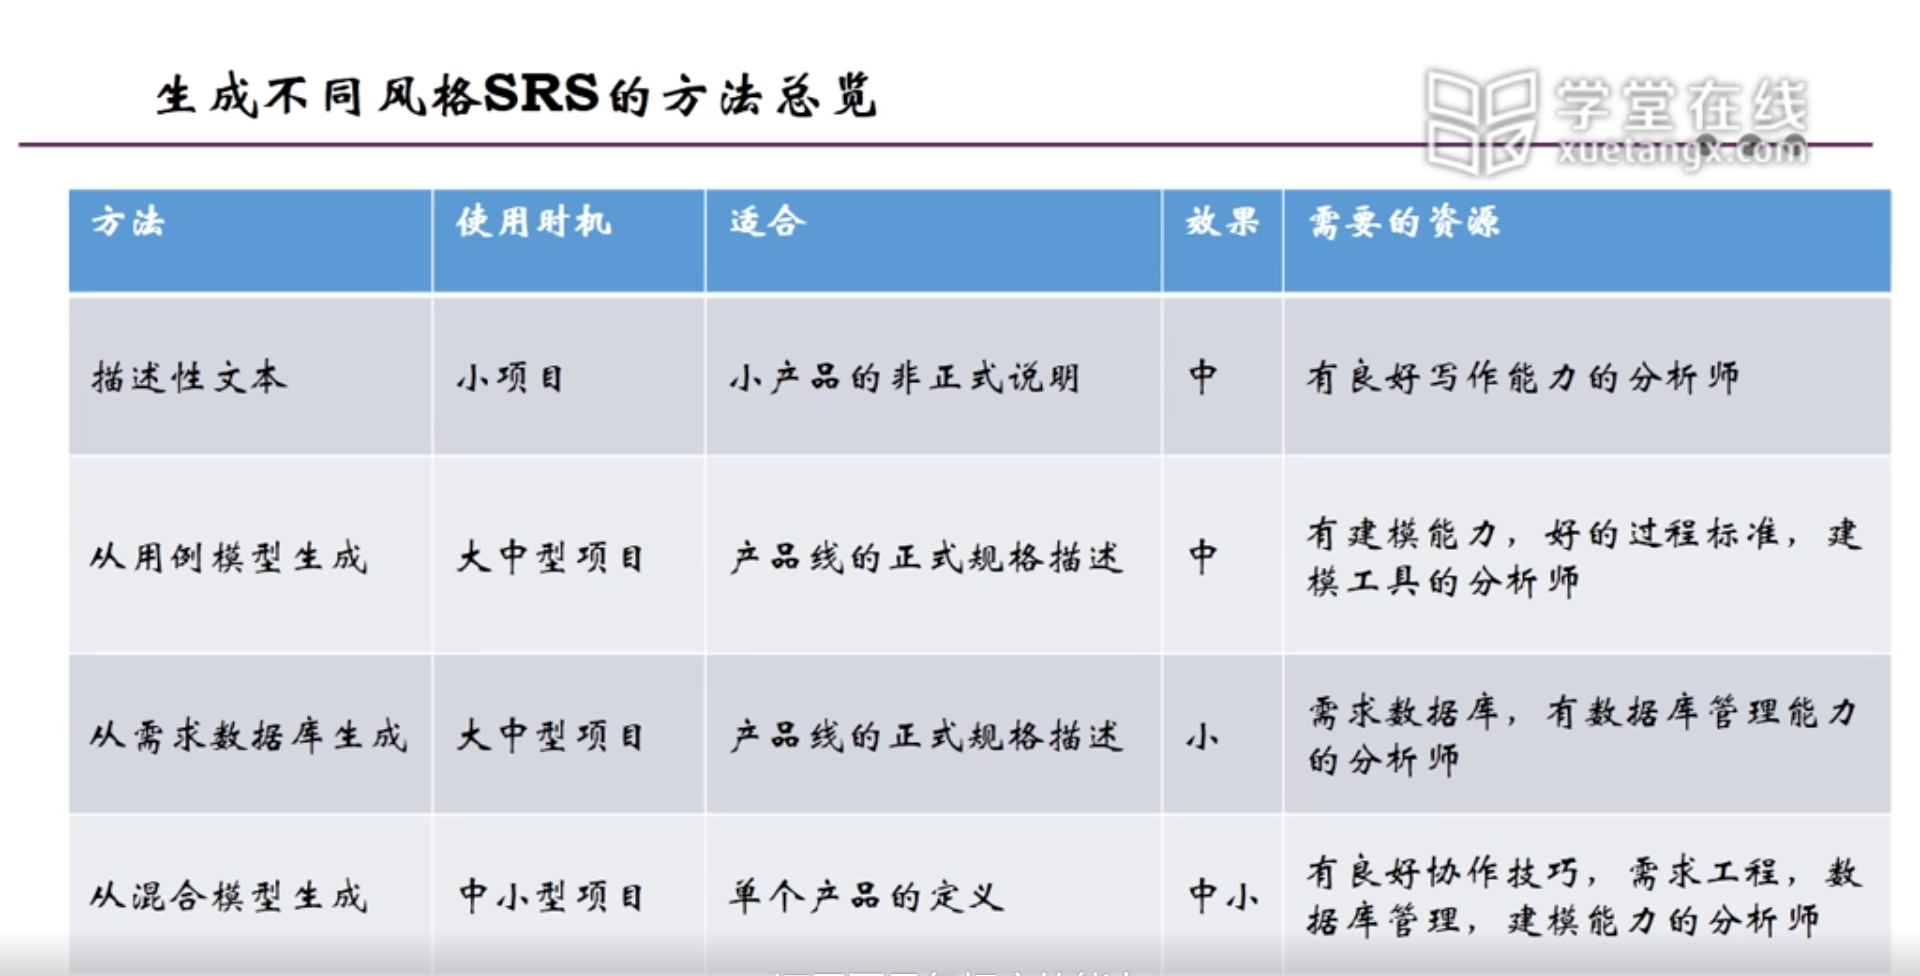 生成不同风格SRS的方法总览
学堂在线
xuetangx.com
方法 使用时机 适合 效果 需要的资源
描述性文本 小项目 小产品的非正式说明 中 有良好写作能力的分析师
从用例模型生成 大中型项目 产品线的正式规格描述 中 有建模能力，好的过程标准，建
模工具的分析师
从需求数据库生成 大中型项目 产品线的正式规格描述 小 需求数据库，有数据库管理能力
的分析师
从混合模型生成 中小型项目 单个产品的定义 中小 有良好协作技巧，需求工程，数
据库管理，建模能力的分析师